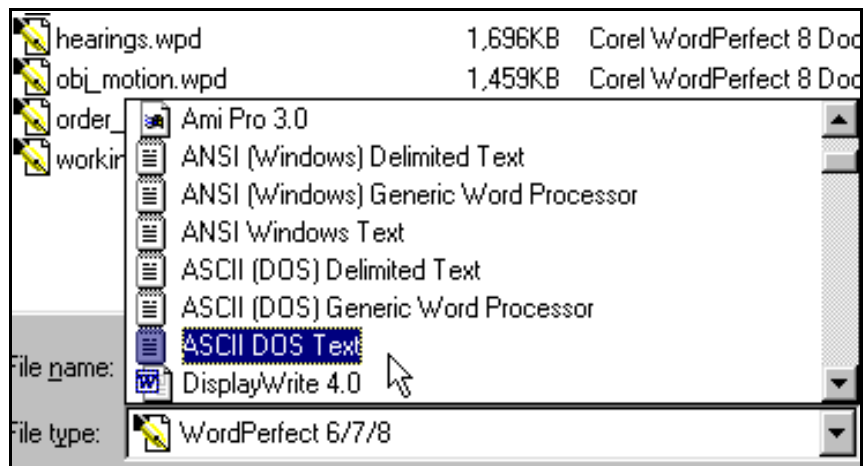 hearings.wpd 1,696KB Corel WordPerfect 8 Doc
obj_motion.wpd 1,459KB Corel WordPerfect 8 Doc
order_ Ami Pro 3.0
workin ANSI (Windows) Delimited Text
ANSI (Windows) Generic Word Processor
ANSI Windows Text
ASCII (DOS) Delimited Text
ASCII (DOS) Generic Word Processor
ASCII DOS Text
File name: DisplayWrite 4.0
File type: WordPerfect 6/7/8